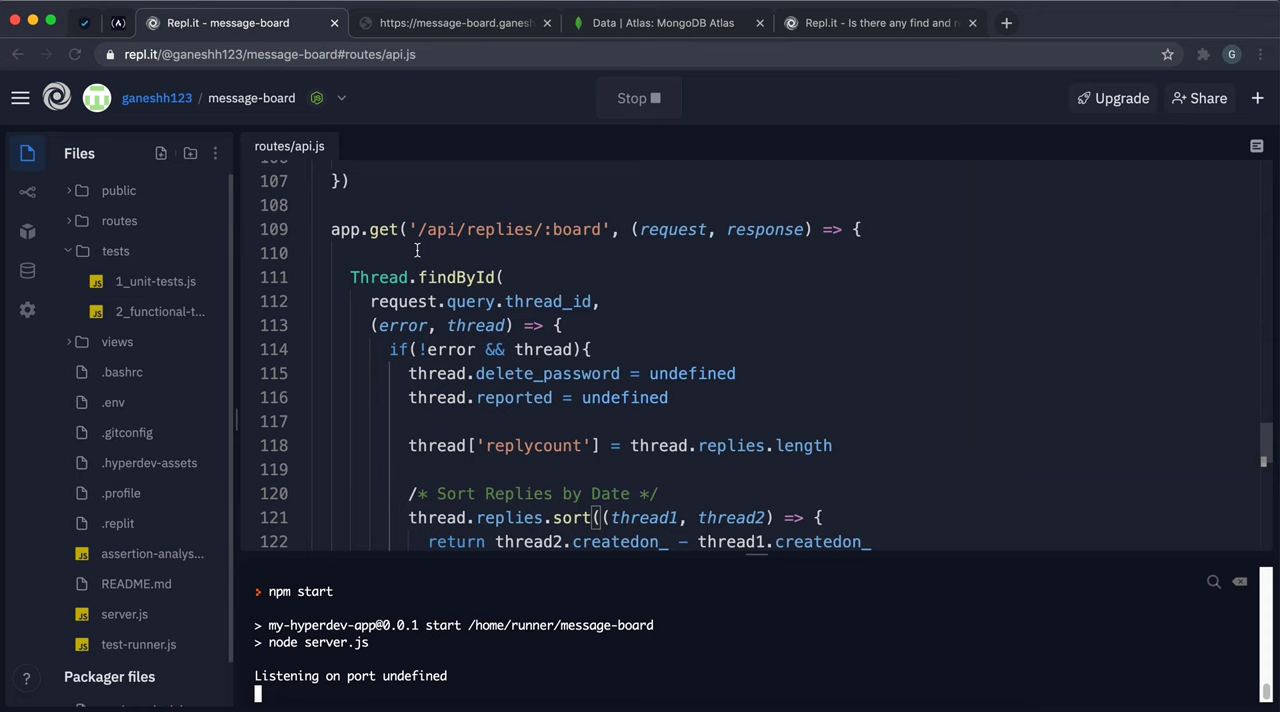 Repl.it - message-board
https://message-board.ganesh
Data | Atlas: MongoDB Atlas
Repl.it - Is there any find and
repl.it/@ganeshh123/message-board#routes/api.js
G
ganeshh123 / message-board
Stop
Upgrade
Share
Files
public
routes
tests
1_unit-tests.js
2_functional-t...
views
.bashrc
.env
.gitconfig
.hyperdev-assets
.profile
.replit
assertion-analys...
README.md
server.js
test-runner.js
Packager files
routes/api.js
106
107 })
108
109 app.get('/api/replies/:board', (request, response) => {
110
111 Thread.findById(
112 request.query.thread_id,
113 (error, thread) => {
114 if(!error && thread){
115 thread.delete_password = undefined
116 thread.reported = undefined
117
118 thread['replycount'] = thread.replies.length
119
120 /* Sort Replies by Date */
121 thread.replies.sort((thread1, thread2) => {
122 return thread2.createdon_ - thread1.createdon_
> npm start
> my-hyperdev-app@0.0.1 start /home/runner/message-board
> node server.js
Listening on port undefined
?